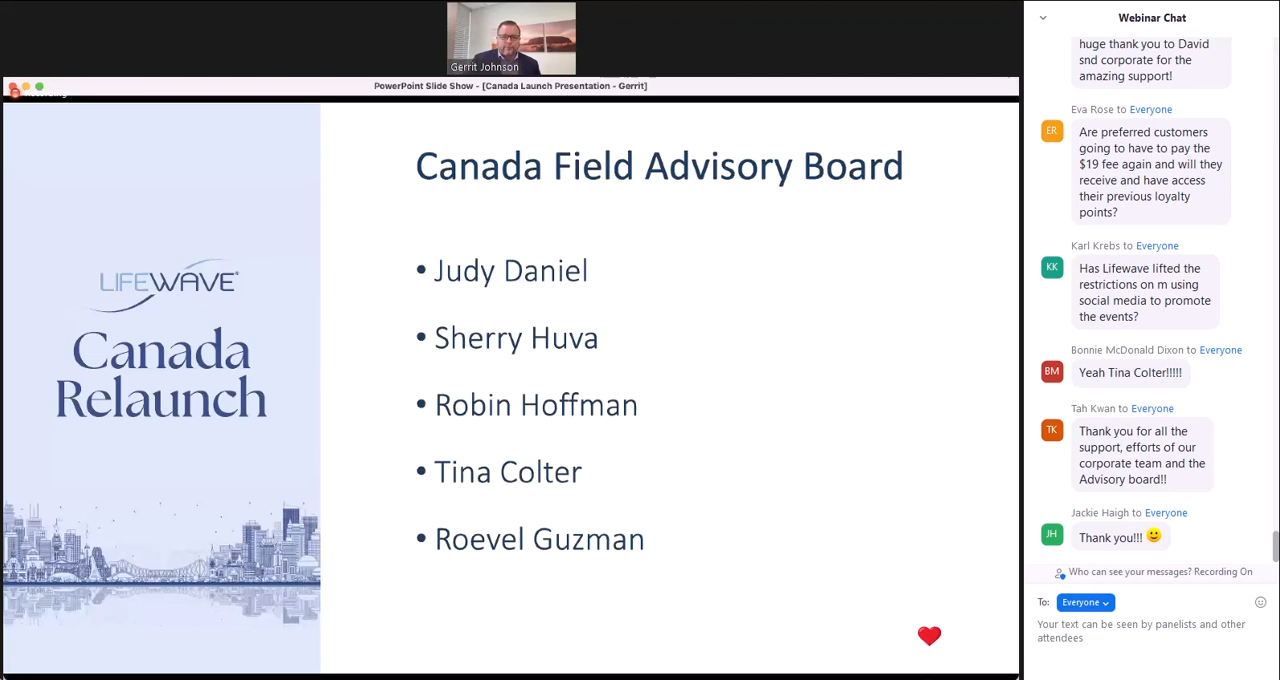 Gerrit Johnson
PowerPoint Slide Show - [Canada Launch Presentation - Gerrit]
LIFEWAVE®
Canada
Relaunch
Canada Field Advisory Board
• Judy Daniel
• Sherry Huva
• Robin Hoffman
• Tina Colter
• Roevel Guzman
Webinar Chat
huge thank you to David
snd corporate for the
amazing support!
Eva Rose to Everyone
ER
Are preferred customers
going to have to pay the
$19 fee again and will they
receive and have access
their previous loyalty
points?
Karl Krebs to Everyone
KK
Has Lifewave lifted the
restrictions on m using
social media to promote
the events?
Bonnie McDonald Dixon to Everyone
BM
Yeah Tina Colter!!!!!
Tah Kwan to Everyone
TK
Thank you for all the
support, efforts of our
corporate team and the
Advisory board!!
Jackie Haigh to Everyone
JH
Thank you!!! 🙂
Who can see your messages? Recording On
To: Everyone
Your text can be seen by panelists and other
attendees